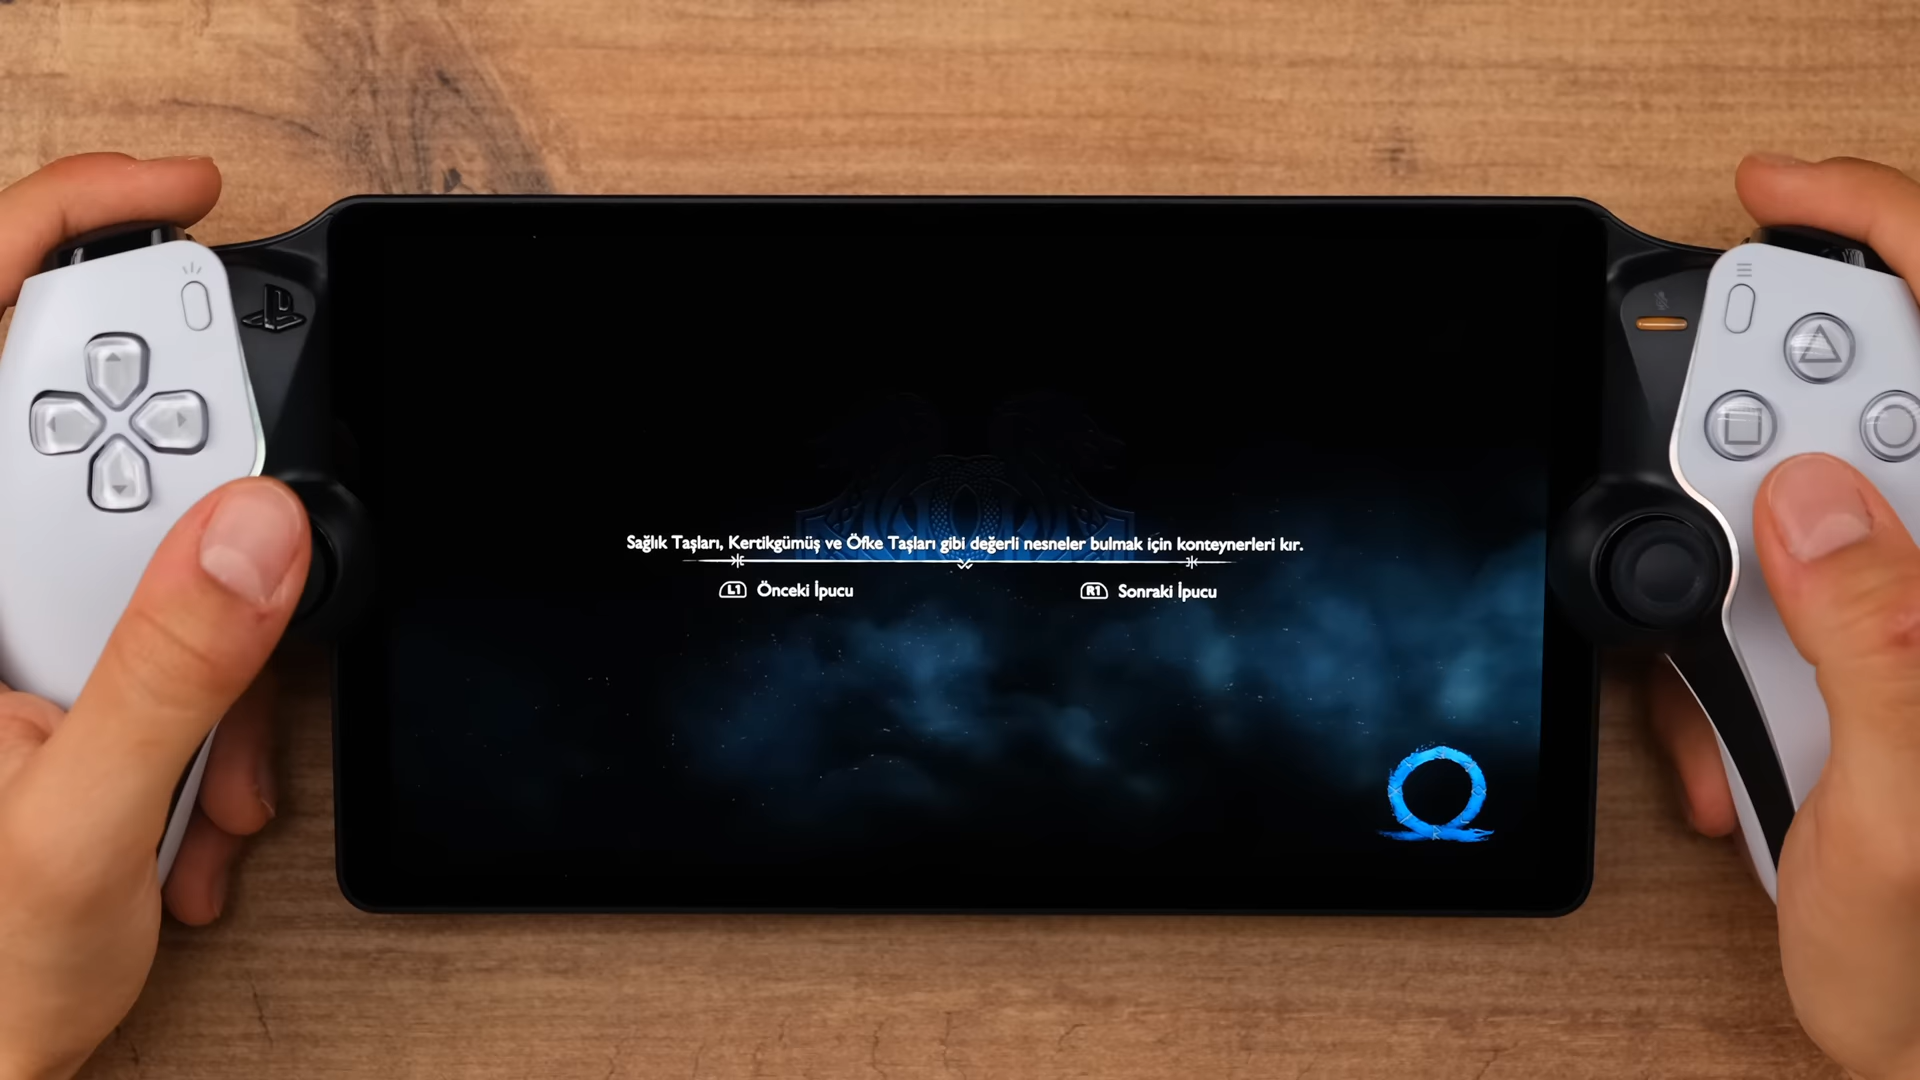 Sağlık Taşları, Kertikgümüş ve Öfke Taşları gibi değerli nesneler bulmak için konteynerleri kır.
L1 Önceki İpucu
R1 Sonraki İpucu